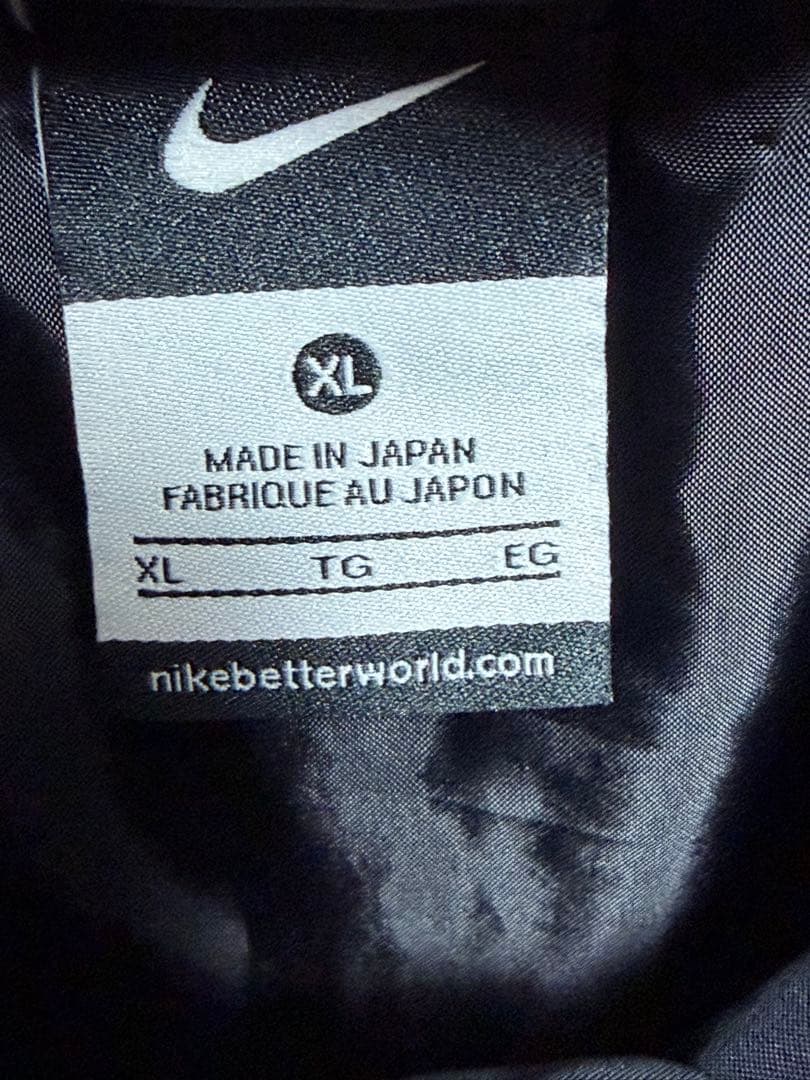 XL
MADE IN JAPAN
FABRIQUE AU JAPON
XL TG EG
nikebetterworld.com